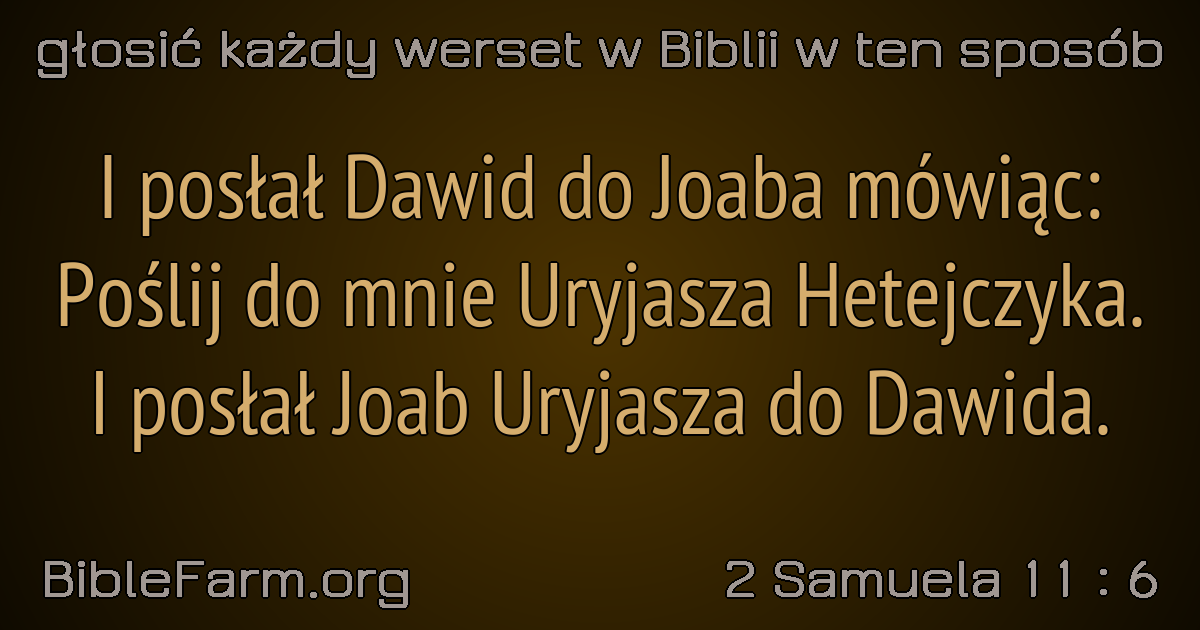 głosić każdy werset w Biblii w ten sposób
I posłał Dawid do Joaba mówiąc:
Poślij do mnie Uryjasza Hetejczyka.
I posłał Joab Uryjasza do Dawida.
BibleFarm.org
2 Samuela 11 : 6